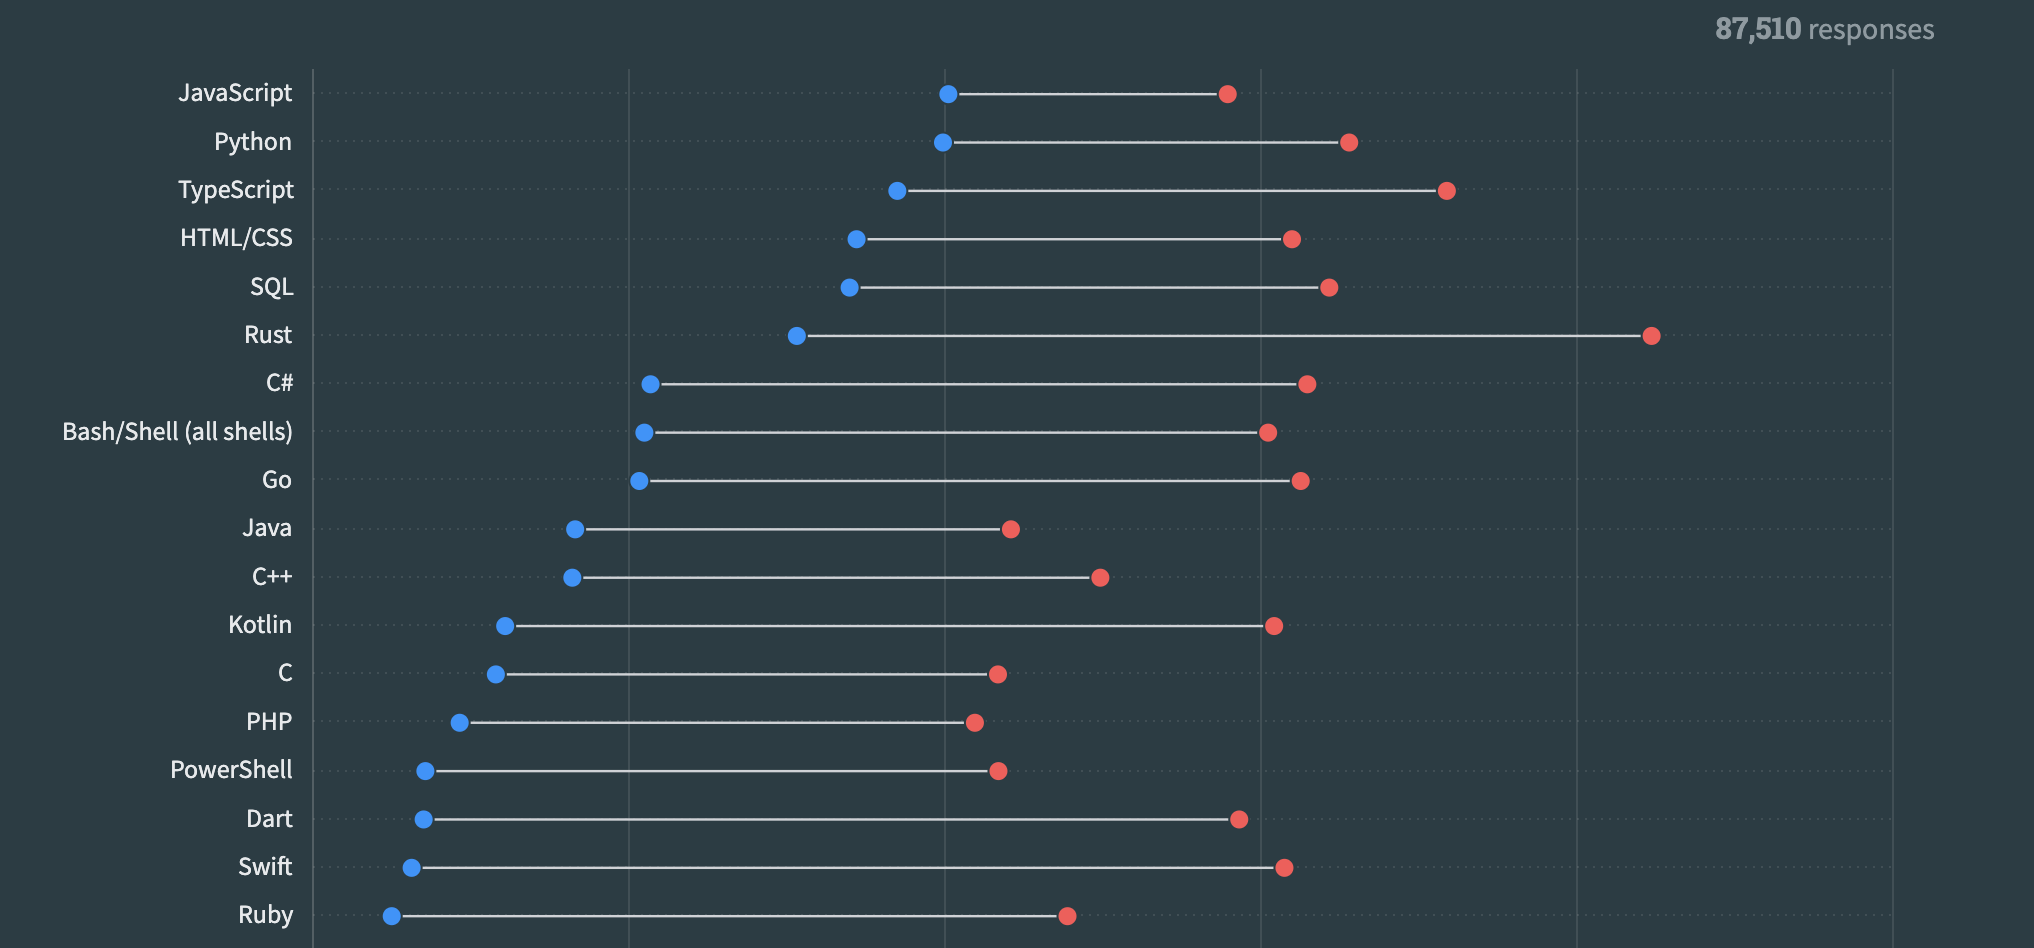 87,510 responses
JavaScript
Python
TypeScript
HTML/CSS
SQL
Rust
C#
Bash/Shell (all shells)
Go
Java
C++
Kotlin
C
PHP
PowerShell
Dart
Swift
Ruby